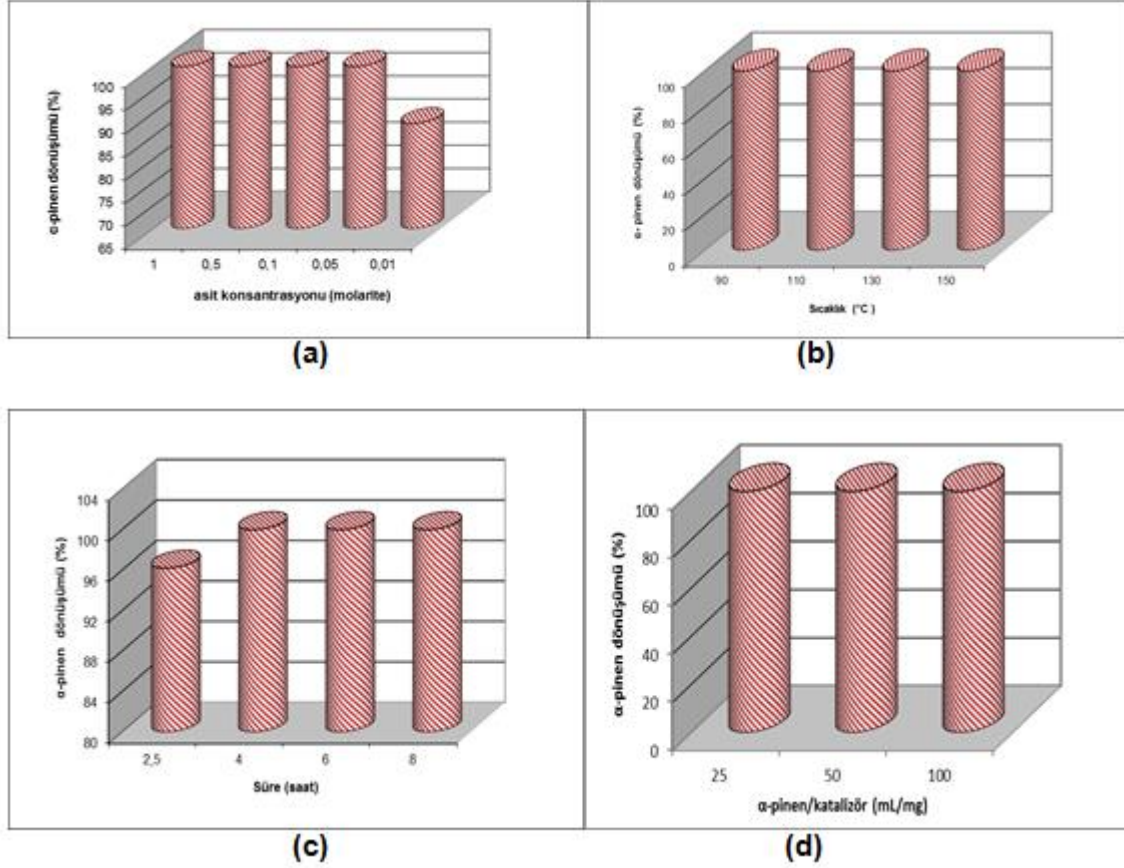 α-pinen dönüşümü (%)
100
95
90
85
80
75
70
65
1 0,5 0,1 0,05 0,01
asit konsantrasyonu (molarite)
(a)
α- pinen dönüşümü (%)
100
80
60
40
20
0
90 110 130 150
Sıcaklık (°C )
(b)
α-pinen dönüşümü (%)
104
100
96
92
88
84
80
2,5 4 6 8
Süre (saat)
(c)
α-pinen dönüşümü (%)
100
80
60
40
20
0
25 50 100
α-pinen/katalizör (mL/mg)
(d)